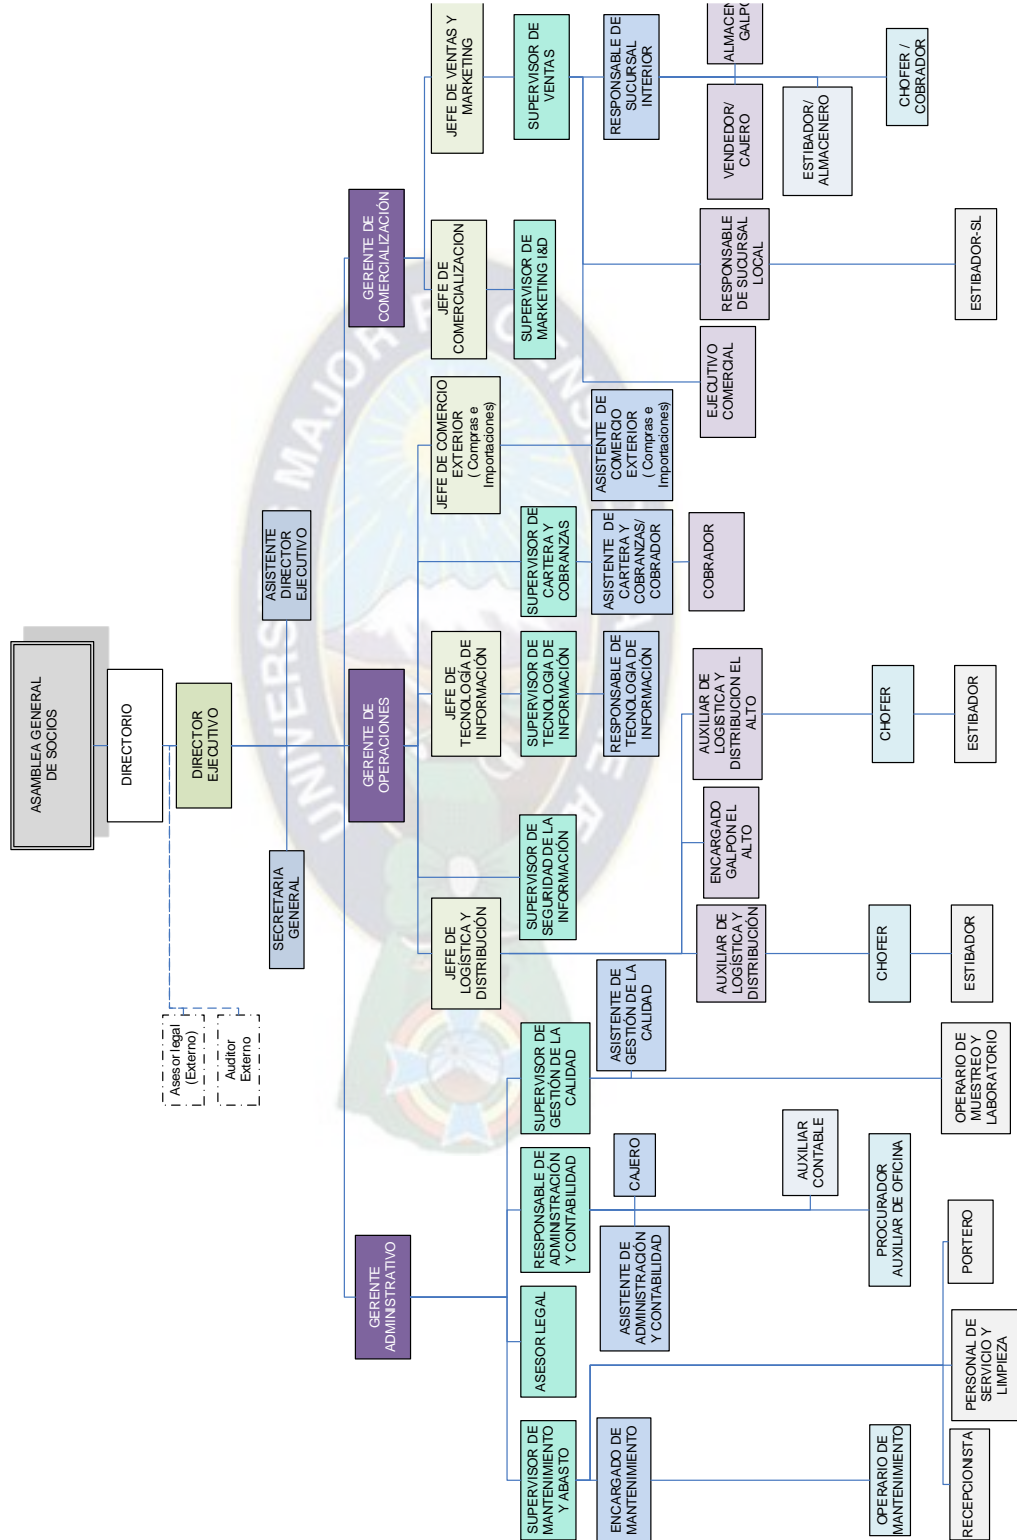 ASAMBLEA GENERAL
DE SOCIOS
DIRECTORIO
Asesor legal
(Externo)
Auditor
Externo
DIRECTOR
EJECUTIVO
SECRETARIA
GENERAL
ASISTENTE
DIRECTOR
EJECUTIVO
GERENTE
ADMINISTRATIVO
GERENTE DE
OPERACIONES
GERENTE DE
COMERCIALIZACIÓN
JEFE DE
LOGÍSTICA Y
DISTRIBUCIÓN
JEFE DE
TECNOLOGÍA DE
INFORMACIÓN
JEFE DE COMERCIO
EXTERIOR
( Compras e
Importaciones)
JEFE DE
COMERCIALIZACION
JEFE DE VENTAS Y
MARKETING
SUPERVISOR DE
MANTENIMIENTO
Y ABASTO
ASESOR LEGAL
RESPONSABLE DE
ADMINISTRACIÓN
Y CONTABILIDAD
SUPERVISOR DE
GESTIÓN DE LA
CALIDAD
SUPERVISOR DE
SEGURIDAD DE LA
INFORMACIÓN
SUPERVISOR DE
TECNOLOGÍA DE
INFORMACIÓN
SUPERVISOR DE
CARTERA Y
COBRANZAS
SUPERVISOR DE
MARKETING I&D
SUPERVISOR DE
VENTAS
ENCARGADO DE
MANTENIMIENTO
ASISTENTE DE
ADMINISTRACIÓN
Y CONTABILIDAD
CAJERO
ASISTENTE DE
GESTIÓN DE LA
CALIDAD
RESPONSABLE DE
TECNOLOGÍA DE
INFORMACIÓN
ASISTENTE DE
CARTERA Y
COBRANZAS/
COBRADOR
ASISTENTE DE
COMERCIO
EXTERIOR
( Compras e
Importaciones)
RESPONSABLE DE
SUCURSAL
INTERIOR
AUXILIAR DE
LOGÍSTICA Y
DISTRIBUCIÓN
ENCARGADO
GALPON EL
ALTO
AUXILIAR DE
LOGISTICA Y
DISTRIBUCION EL
ALTO
COBRADOR
EJECUTIVO
COMERCIAL
RESPONSABLE
DE SUCURSAL
LOCAL
VENDEDOR/
CAJERO
ALMACEN
GALPO
AUXILIAR
CONTABLE
ESTIBADOR/
ALMACENERO
OPERARIO DE
MANTENIMIENTO
PROCURADOR
AUXILIAR DE OFICINA
CHOFER
CHOFER
CHOFER /
COBRADOR
RECEPCIONISTA
PERSONAL DE
SERVICIO Y
LIMPIEZA
PORTERO
OPERARIO DE
MUESTREO Y
LABORATORIO
ESTIBADOR
ESTIBADOR
ESTIBADOR-SL